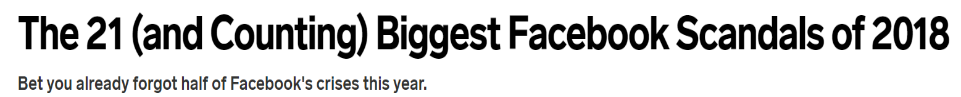 The 21 (and Counting) Biggest Facebook Scandals of 2018
Bet you already forgot half of Facebook's crises this year.